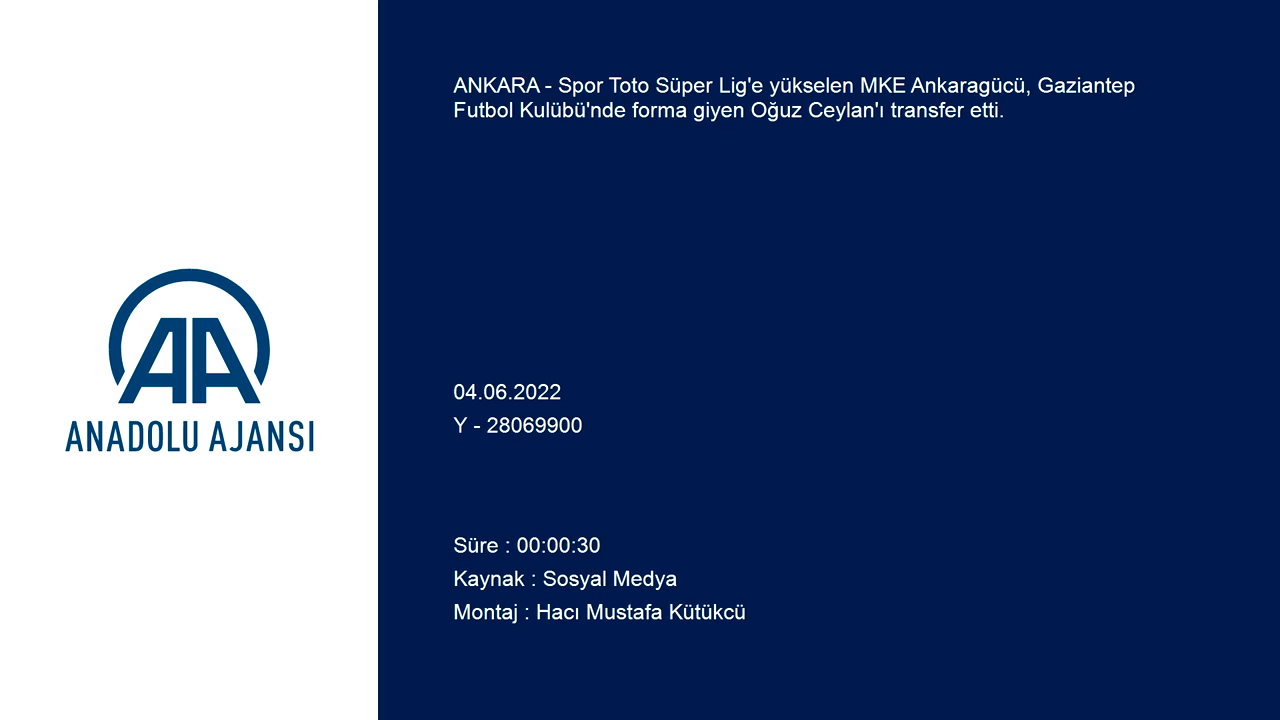 ANKARA - Spor Toto Süper Lig'e yükselen MKE Ankaragücü, Gaziantep
Futbol Kulübü'nde forma giyen Oğuz Ceylan'ı transfer etti.
AA
ANADOLU AJANSI
04.06.2022
Y - 28069900
Süre : 00:00:30
Kaynak : Sosyal Medya
Montaj : Hacı Mustafa Kütükcü